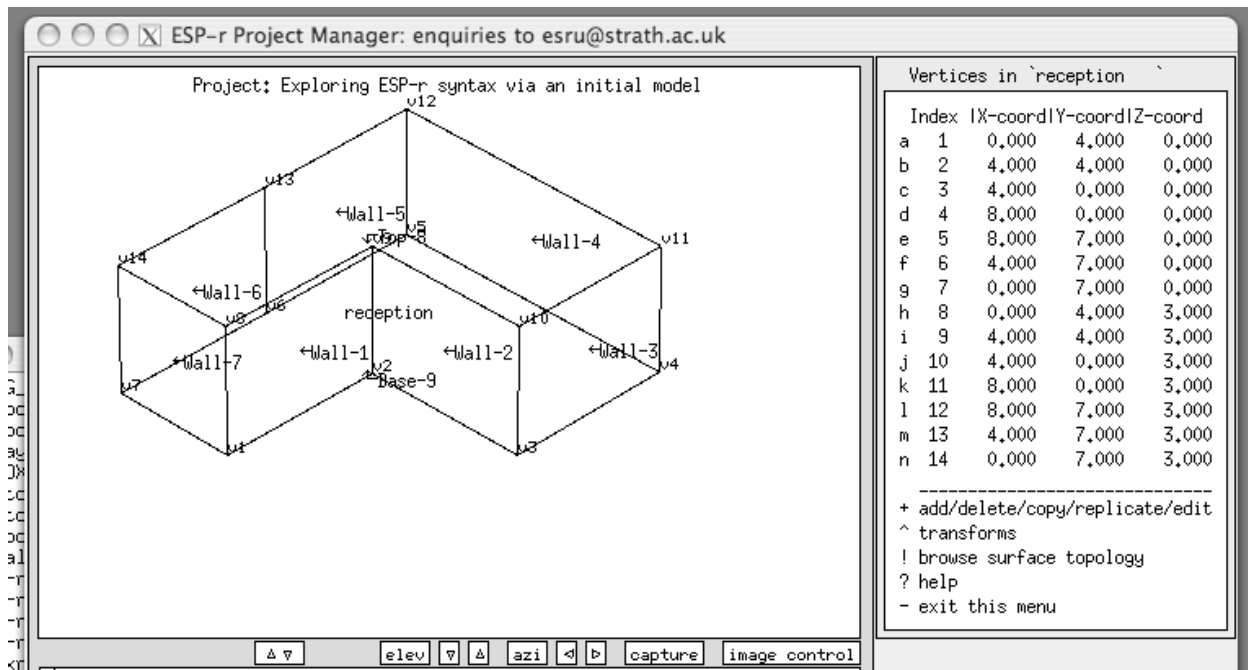 ESP-r Project Manager: enquiries to esru@strath.ac.uk
Project: Exploring ESP-r syntax via an initial model
v12
v13
←Wall-5
v5
Top-8
←Wall-4
v11
v14
←Wall-6
v6
v8
reception
v10
←Wall-7
←Wall-1
←Wall-2
←Wall-3
v2
v4
Base-9
v7
v1
v3
elev
azi
capture
image control
Vertices in `reception `
Index |X-coord|Y-coord|Z-coord
a 1 0.000 4.000 0.000
b 2 4.000 4.000 0.000
c 3 4.000 0.000 0.000
d 4 8.000 0.000 0.000
e 5 8.000 7.000 0.000
f 6 4.000 7.000 0.000
g 7 0.000 7.000 0.000
h 8 0.000 4.000 3.000
i 9 4.000 4.000 3.000
j 10 4.000 0.000 3.000
k 11 8.000 0.000 3.000
l 12 8.000 7.000 3.000
m 13 4.000 7.000 3.000
n 14 0.000 7.000 3.000
+ add/delete/copy/replicate/edit
^ transforms
! browse surface topology
? help
- exit this menu